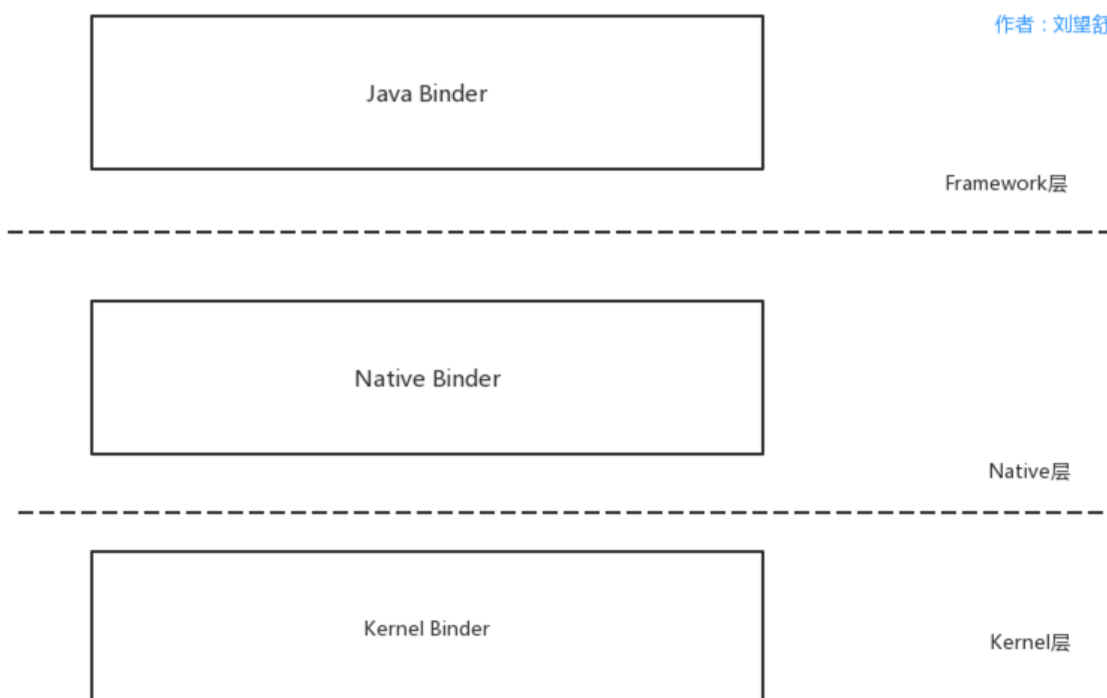 作者：刘望舒
Java Binder
Framework层
Native Binder
Native层
Kernel Binder
Kernel层